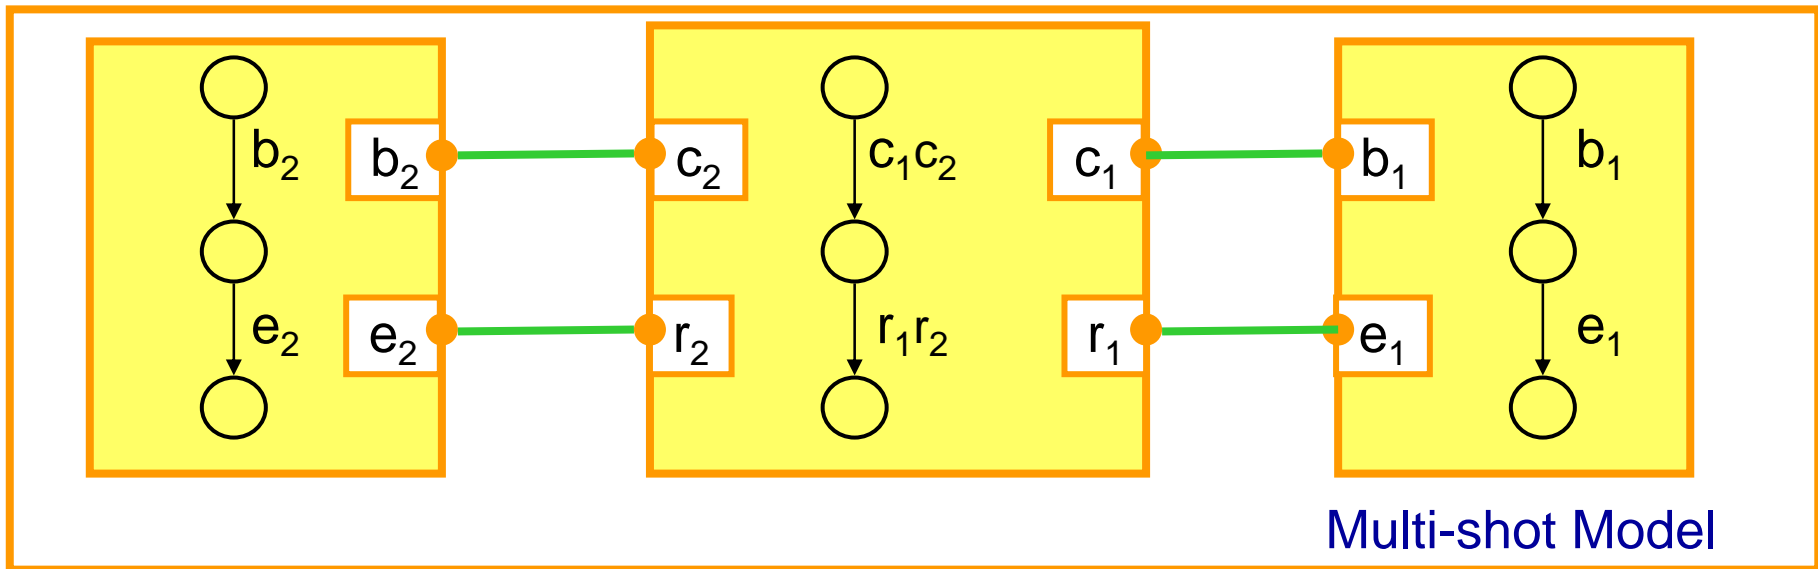 b₂ b₂ c₂ c₁c₂ c₁ b₁ b₁
e₂ e₂ r₂ r₁r₂ r₁ e₁ e₁
Multi-shot Model